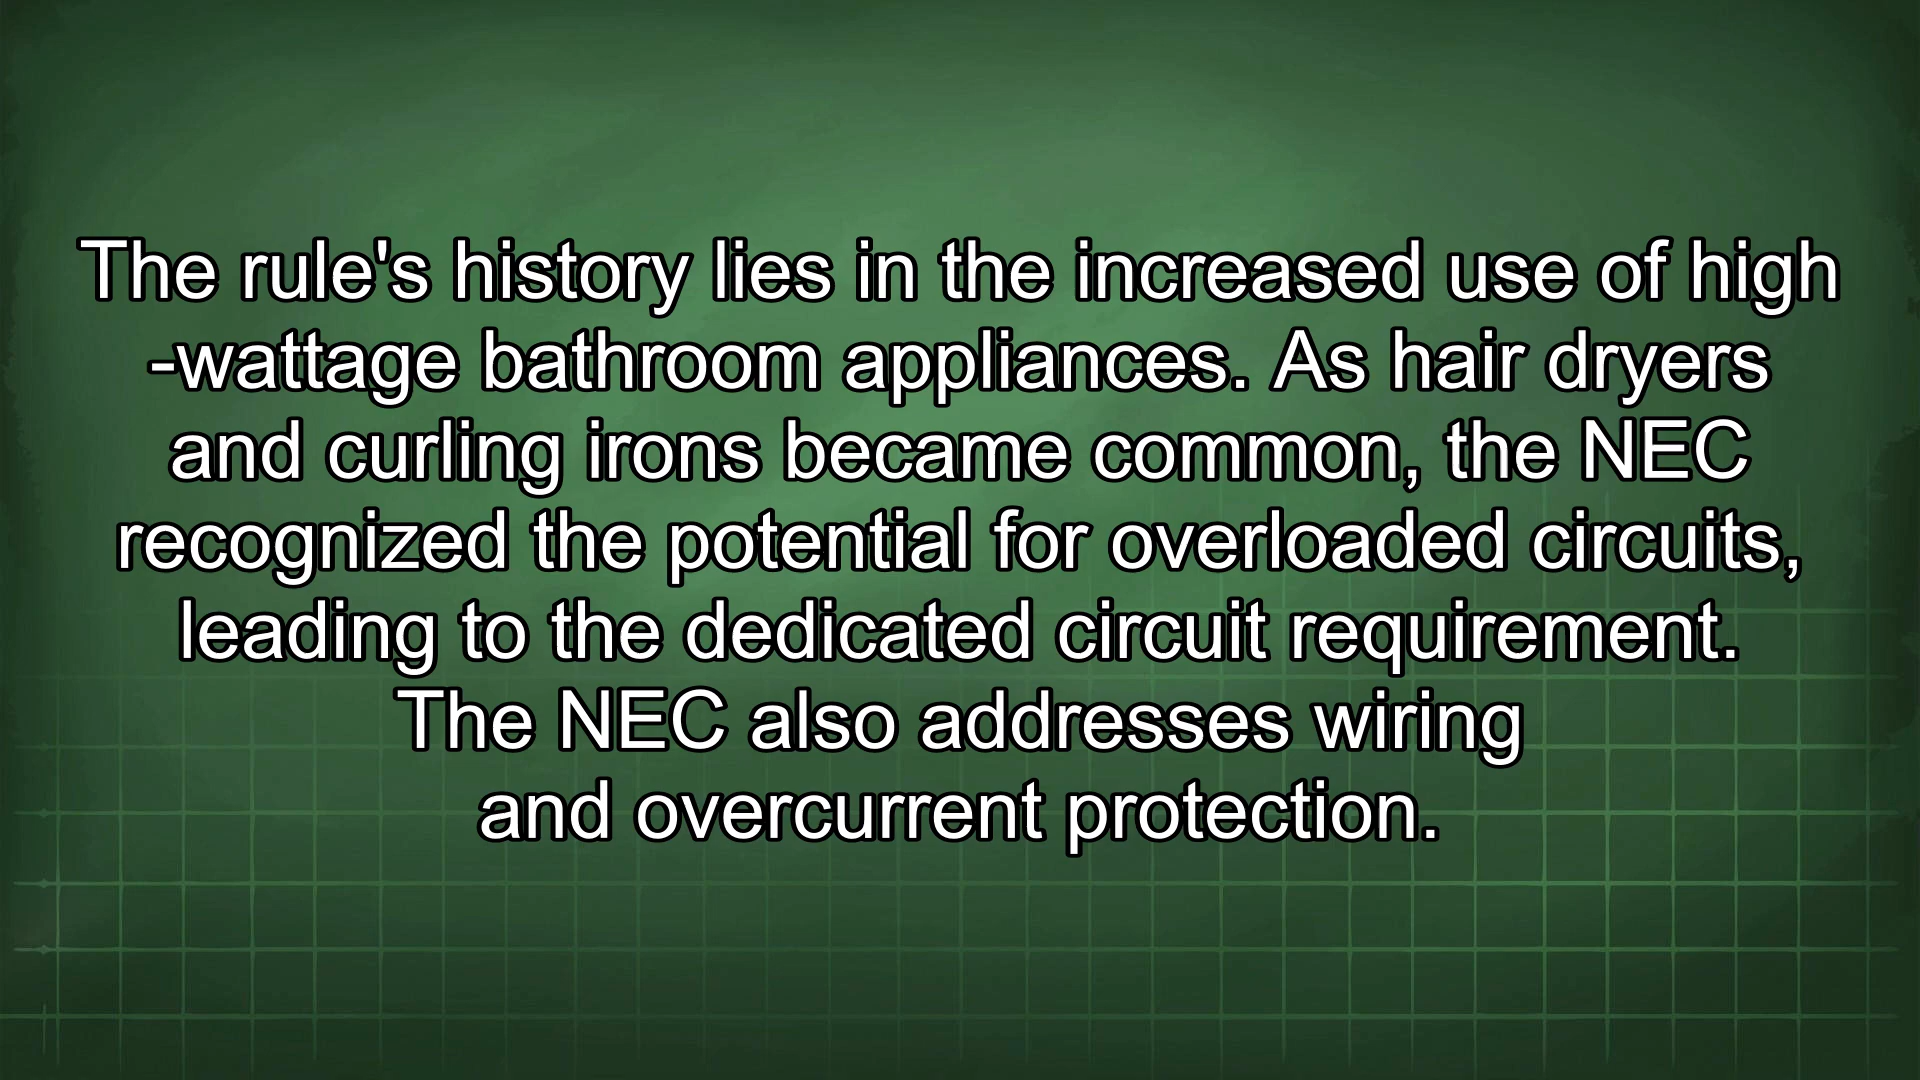 The rule's history lies in the increased use of high
-wattage bathroom appliances. As hair dryers
and curling irons became common, the NEC
recognized the potential for overloaded circuits,
leading to the dedicated circuit requirement.
The NEC also addresses wiring
and overcurrent protection.